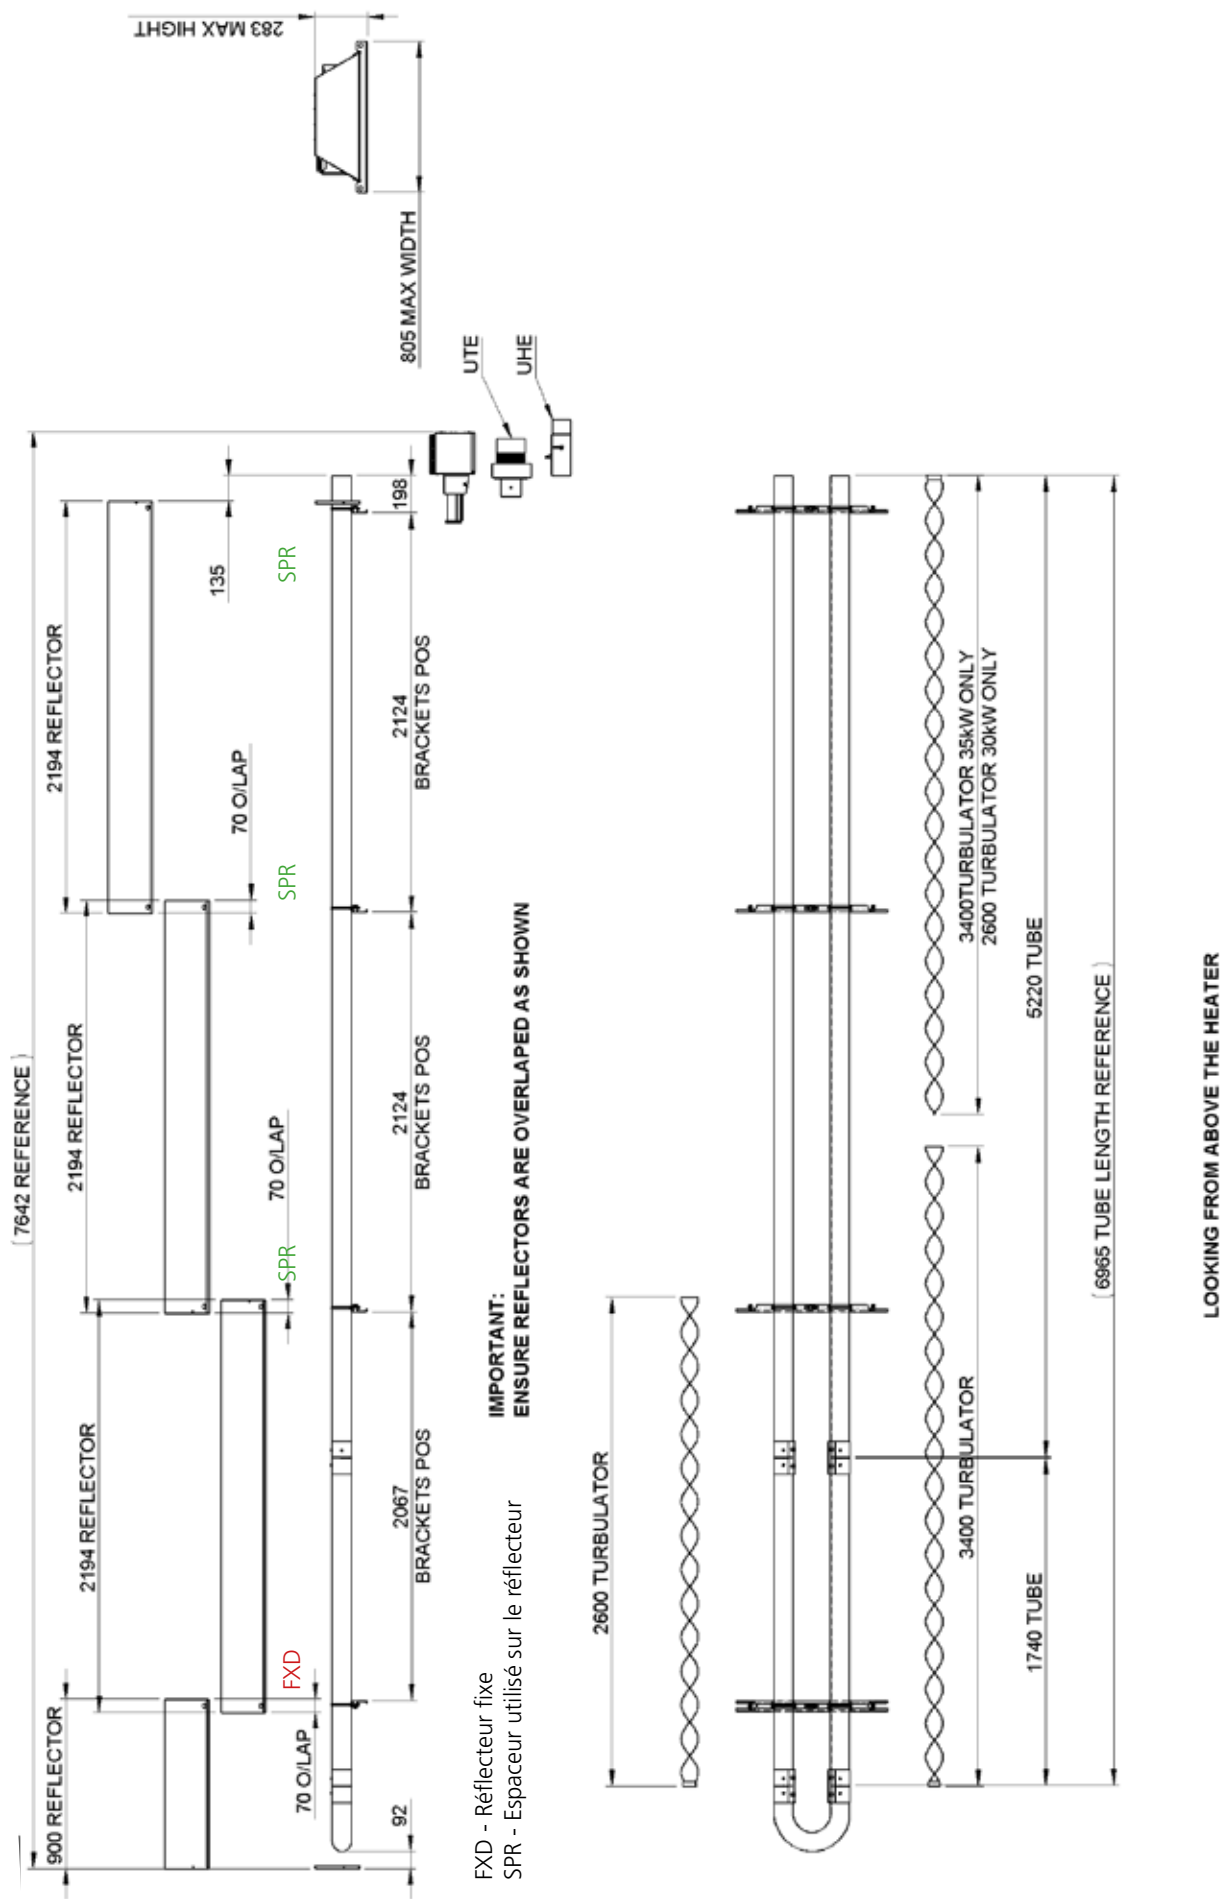 283 MAX HIGHT
805 MAX WIDTH
[ 7642 REFERENCE ]
2194 REFLECTOR
135
SPR
198
UTE
UHE
2124
BRACKETS POS
70 O/LAP
SPR
2194 REFLECTOR
2124
BRACKETS POS
70 O/LAP
SPR
2194 REFLECTOR
2067
BRACKETS POS
FXD
900 REFLECTOR
70 O/LAP
92
IMPORTANT:
ENSURE REFLECTORS ARE OVERLAPED AS SHOWN
FXD - Réflecteur fixe
SPR - Espaceur utilisé sur le réflecteur
2600 TURBULATOR
3400TURBULATOR 35kW ONLY
2600 TURBULATOR 30kW ONLY
3400 TURBULATOR
5220 TUBE
1740 TUBE
[ 6965 TUBE LENGTH REFERENCE ]
LOOKING FROM ABOVE THE HEATER